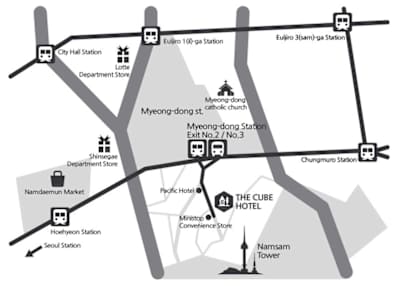 Euljiro 1(il)-ga Station
Euljiro 3(sam)-ga Station
City Hall Station
Lotte
Department Store
Myeong-dong
catholic church
Myeong-dong st.
Myeong-dong Station
Exit No.2 / No.3
Shinsegae
Department Store
Chungmuro Station
Namdaemun Market
Pacific Hotel
THE CUBE
HOTEL
Ministop
Convenience Store
Hoehyeon Station
Seoul Station
Namsam
Tower